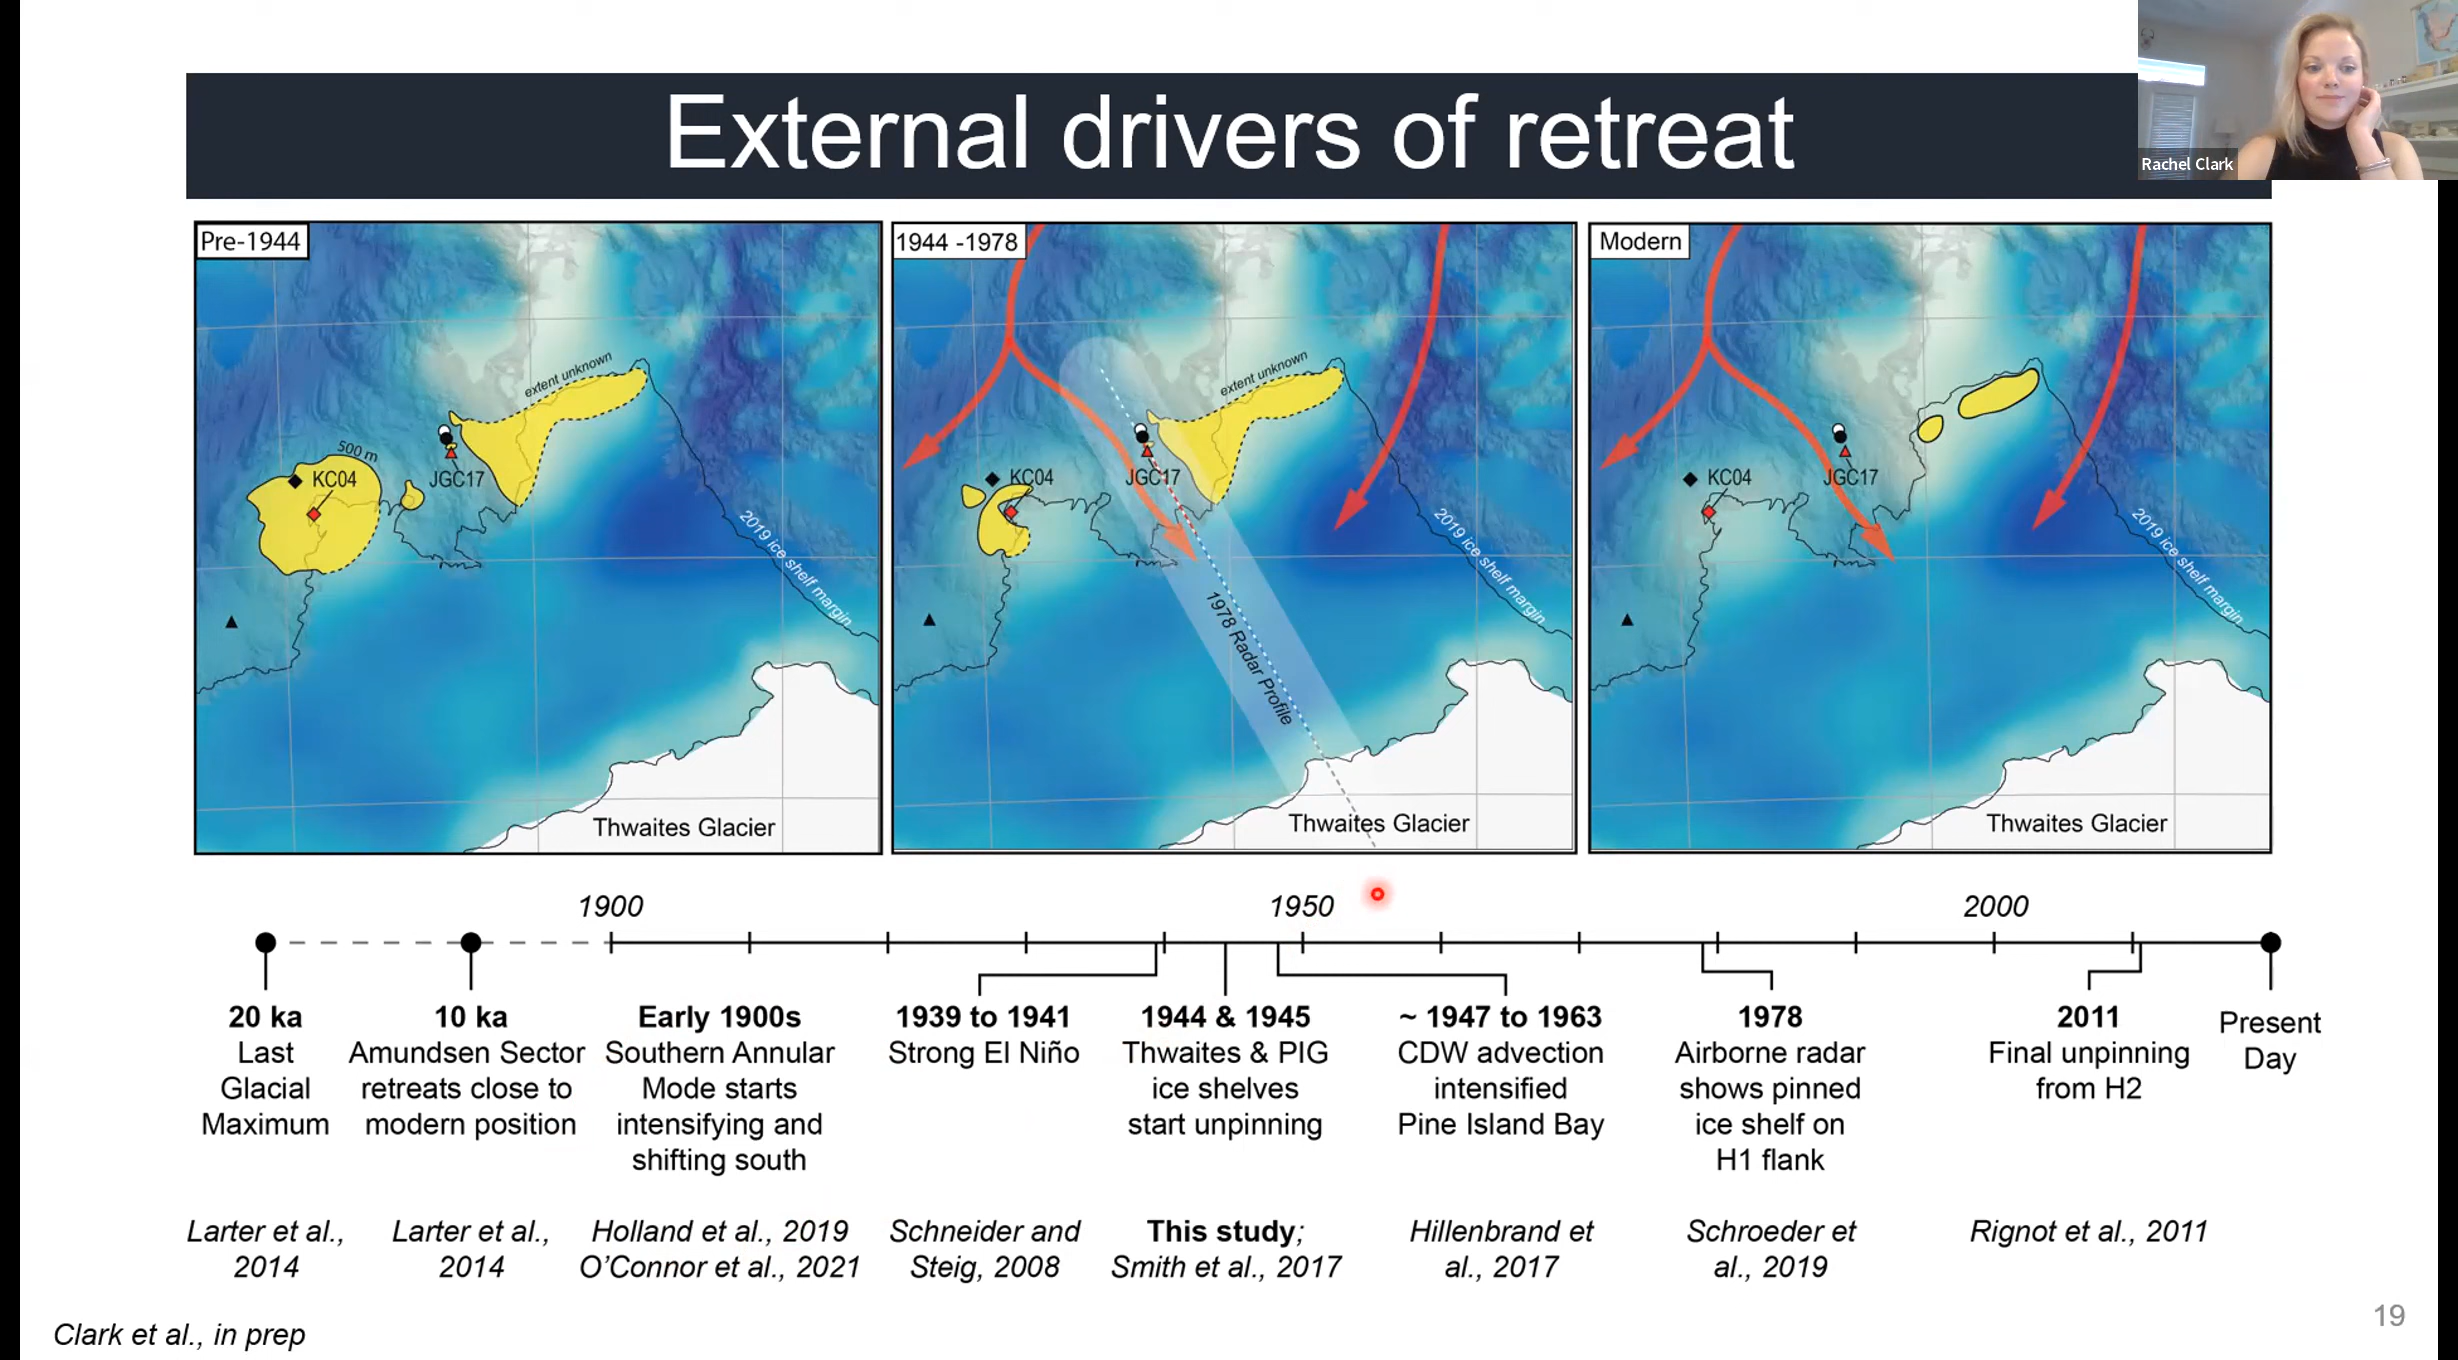 External drivers of retreat
Rachel Clark
Pre-1944
500 m
KC04
JGC17
extent unknown
2019 ice shelf margin
Thwaites Glacier
1944 -1978
KC04
JGC17
extent unknown
2019 ice shelf margin
1978 Radar Profile
Thwaites Glacier
Modern
KC04
JGC17
2019 ice shelf margin
Thwaites Glacier
1900
1950
2000
20 ka
Last
Glacial
Maximum
10 ka
Amundsen Sector
retreats close to
modern position
Early 1900s
Southern Annular
Mode starts
intensifying and
shifting south
1939 to 1941
Strong El Niño
1944 & 1945
Thwaites & PIG
ice shelves
start unpinning
~ 1947 to 1963
CDW advection
intensified
Pine Island Bay
1978
Airborne radar
shows pinned
ice shelf on
H1 flank
2011
Final unpinning
from H2
Present
Day
Larter et al.,
2014
Larter et al.,
2014
Holland et al., 2019
O'Connor et al., 2021
Schneider and
Steig, 2008
This study;
Smith et al., 2017
Hillenbrand et
al., 2017
Schroeder et
al., 2019
Rignot et al., 2011
Clark et al., in prep
19